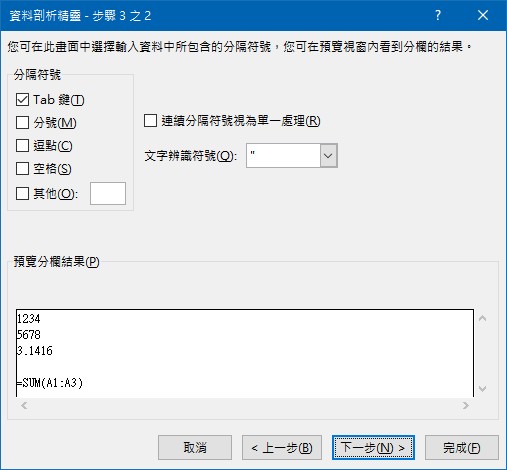 資料剖析精靈 - 步驟 3 之 2
?
您可在此畫面中選擇輸入資料中所包含的分隔符號，您可在預覽視窗內看到分欄的結果。
分隔符號
Tab 鍵(T)
分號(M)
逗點(C)
空格(S)
其他(O):
連續分隔符號視為單一處理(R)
文字辨識符號(Q): "
預覽分欄結果(P)
1234
5678
3.1416
=SUM(A1:A3)
取消 < 上一步(B) 下一步(N) > 完成(F)